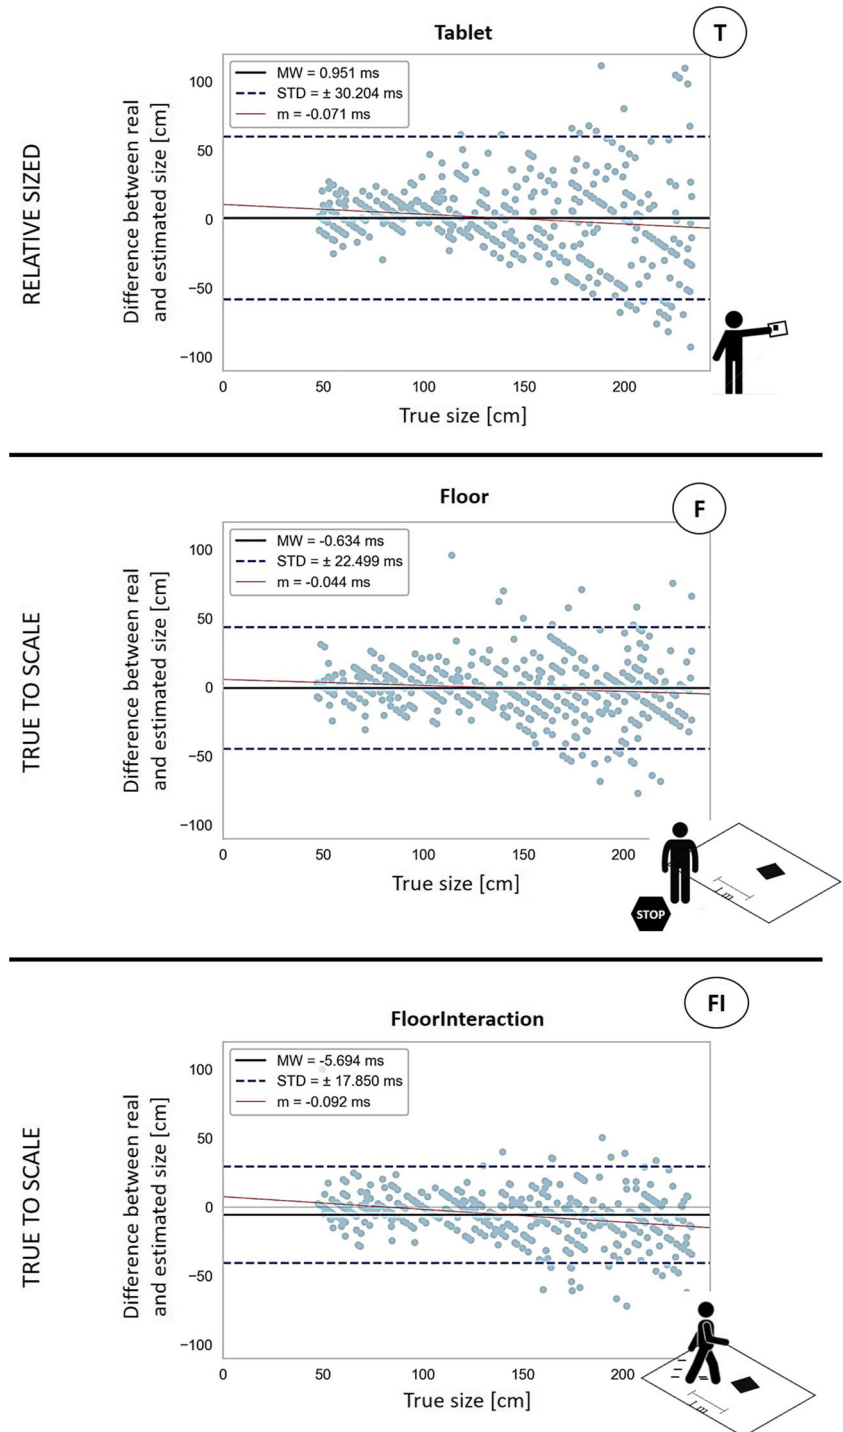 Tablet
T
RELATIVE SIZED
Difference between real
and estimated size [cm]
MW = 0.951 ms
STD = ± 30.204 ms
m = -0.071 ms
100
50
0
−50
−100
0 50 100 150 200
True size [cm]
Floor
F
TRUE TO SCALE
Difference between real
and estimated size [cm]
MW = -0.634 ms
STD = ± 22.499 ms
m = -0.044 ms
100
50
0
−50
−100
0 50 100 150 200
True size [cm]
1 m
STOP
FloorInteraction
FI
TRUE TO SCALE
Difference between real
and estimated size [cm]
MW = -5.694 ms
STD = ± 17.850 ms
m = -0.092 ms
100
50
0
−50
−100
0 50 100 150 200
True size [cm]
1 m